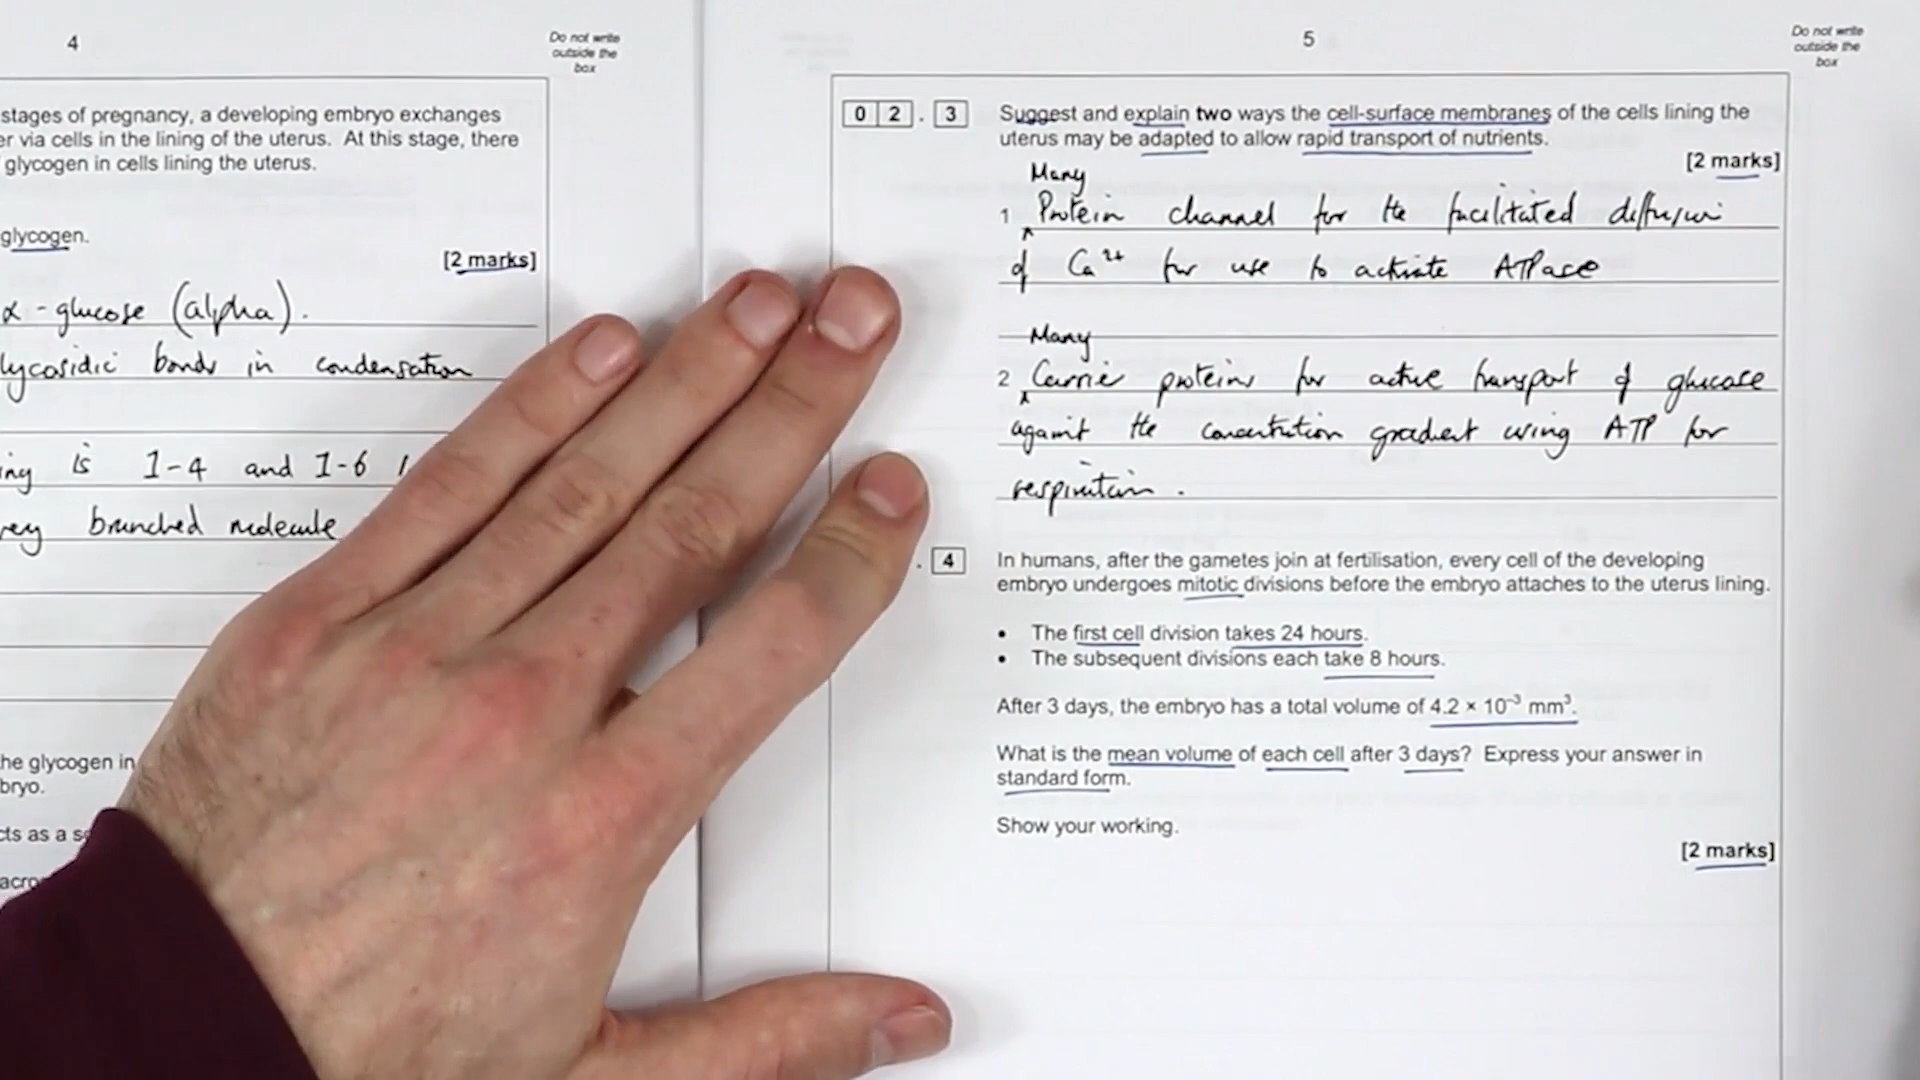 4
Do not write
outside the
box
stages of pregnancy, a developing embryo exchanges
er via cells in the lining of the uterus. At this stage, there
glycogen in cells lining the uterus.
glycogen.
[2 marks]
α - glucose (alpha).
lycosidic bonds in condensation
ing is 1-4 and 1-6
very branched molecule
he glycogen in
bryo.
cts as a
acro
5
Do not write
outside the
box
0 2 . 3 Suggest and explain two ways the cell-surface membranes of the cells lining the
uterus may be adapted to allow rapid transport of nutrients.
[2 marks]
Many
1 Protein channel for the facilitated diffusion
of Ca²⁺ for use to activate ATPase
Many
2 Carrier proteins for active transport of glucose
against the concentration gradient using ATP for
respiration.
. 4 In humans, after the gametes join at fertilisation, every cell of the developing
embryo undergoes mitotic divisions before the embryo attaches to the uterus lining.
• The first cell division takes 24 hours.
• The subsequent divisions each take 8 hours.
After 3 days, the embryo has a total volume of 4.2 × 10⁻³ mm³.
What is the mean volume of each cell after 3 days? Express your answer in
standard form.
Show your working.
[2 marks]